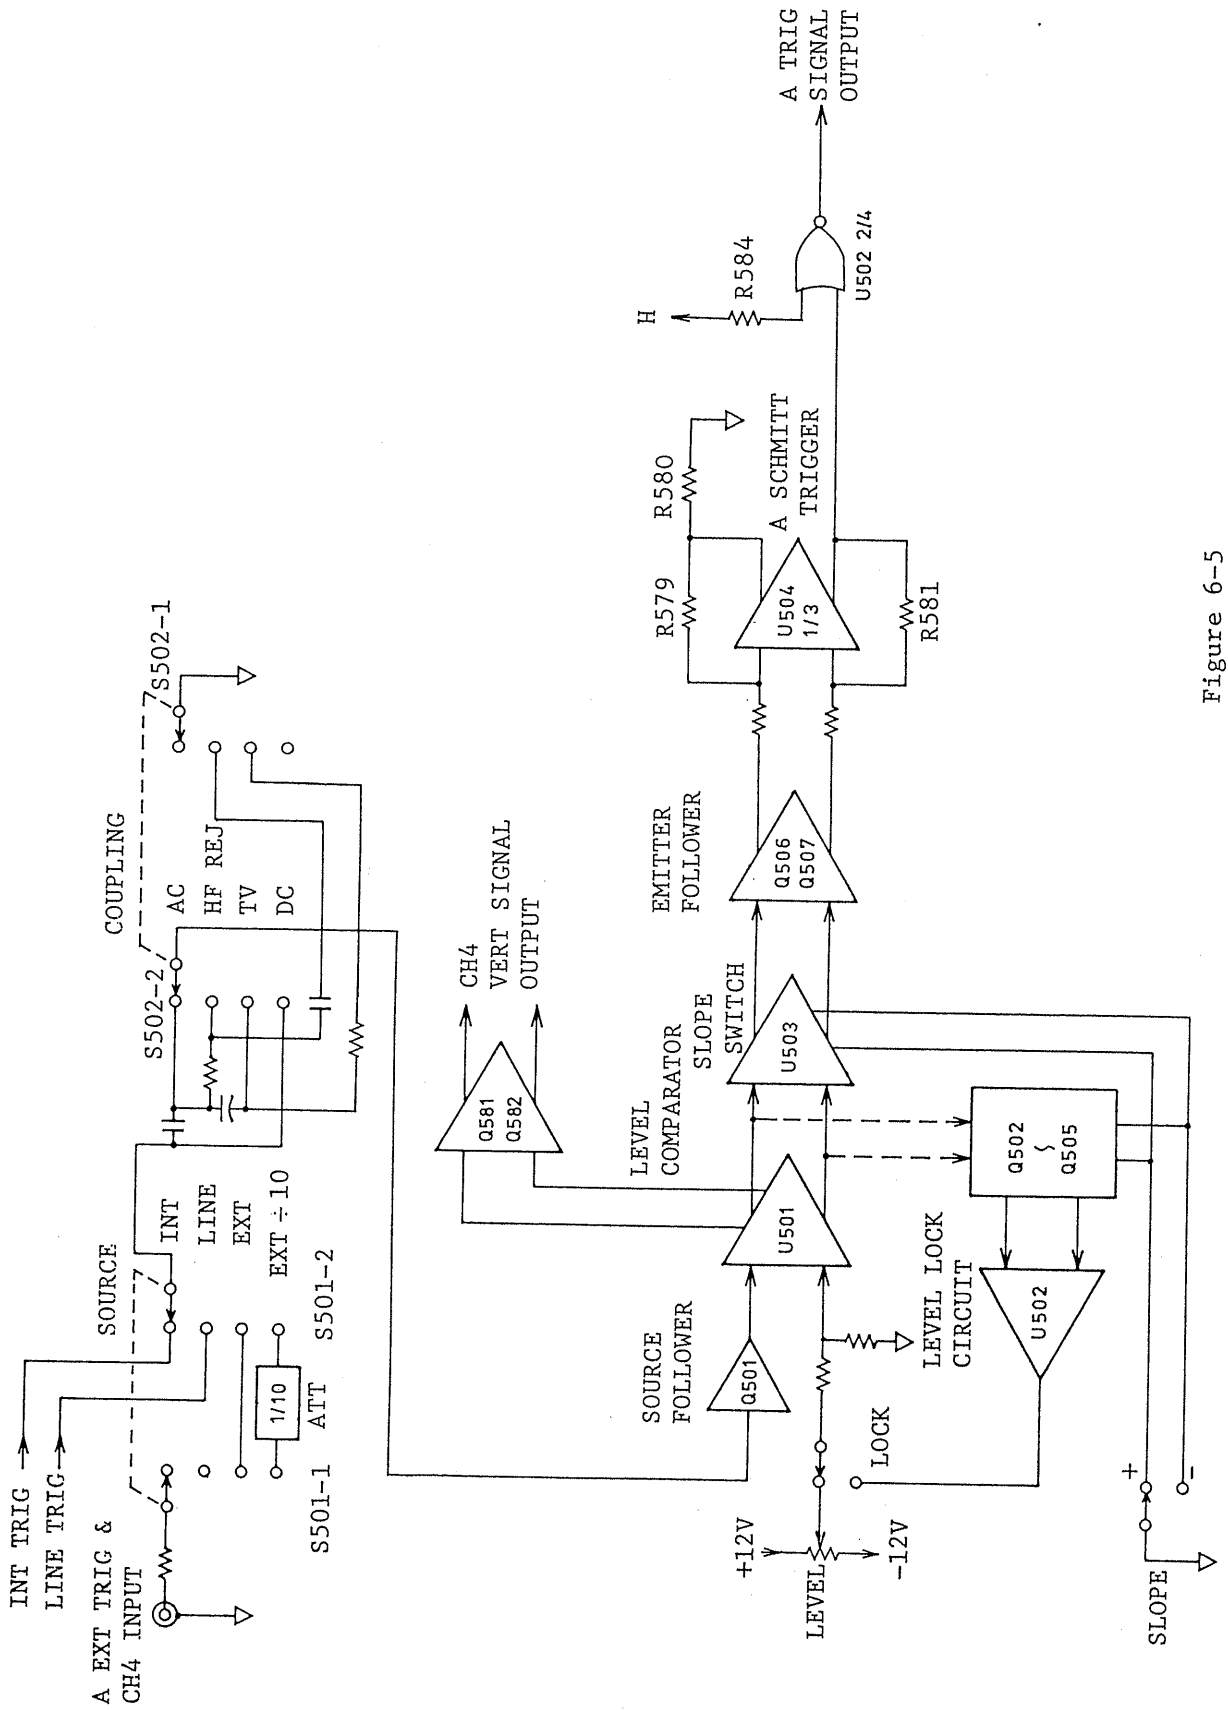 INT TRIG
LINE TRIG
A EXT TRIG &
CH4 INPUT
S501-1
1/10
ATT
SOURCE
INT
LINE
EXT
EXT ÷ 10
S501-2
COUPLING
S502-2
AC
HF REJ
TV
DC
S502-1
CH4
VERT SIGNAL
OUTPUT
Q581
Q582
SOURCE
FOLLOWER
Q501
LEVEL
COMPARATOR
U501
SLOPE
SWITCH
U503
EMITTER
FOLLOWER
Q506
Q507
R579
R580
U504
1/3
A SCHMITT
TRIGGER
R581
H
R584
U502 2/4
A TRIG
SIGNAL
OUTPUT
+12V
LEVEL
-12V
LOCK
LEVEL LOCK
CIRCUIT
U502
Q502
~
Q505
SLOPE
+
-
Figure 6-5